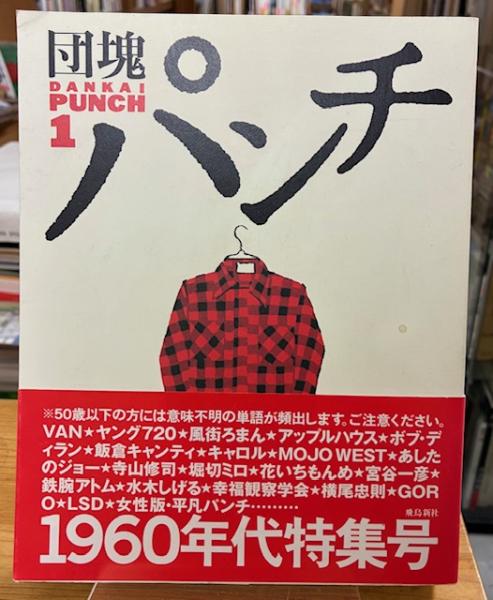 団塊
DANKAI
PUNCH
1
パンチ
※50歳以下の方には意味不明の単語が頻出します。ご注意ください。
VAN★ヤング720★風街ろまん★アップルハウス★ボブ・デ
ィラン★飯倉キャンティ★キャロル★MOJO WEST★あした
のジョー★寺山修司★堀切ミロ★花いちもんめ★宮谷一彦★
鉄腕アトム★水木しげる★幸福観察学会★横尾忠則★GOR
O★LSD★女性版・平凡パンチ………
飛鳥新社
1960年代特集号